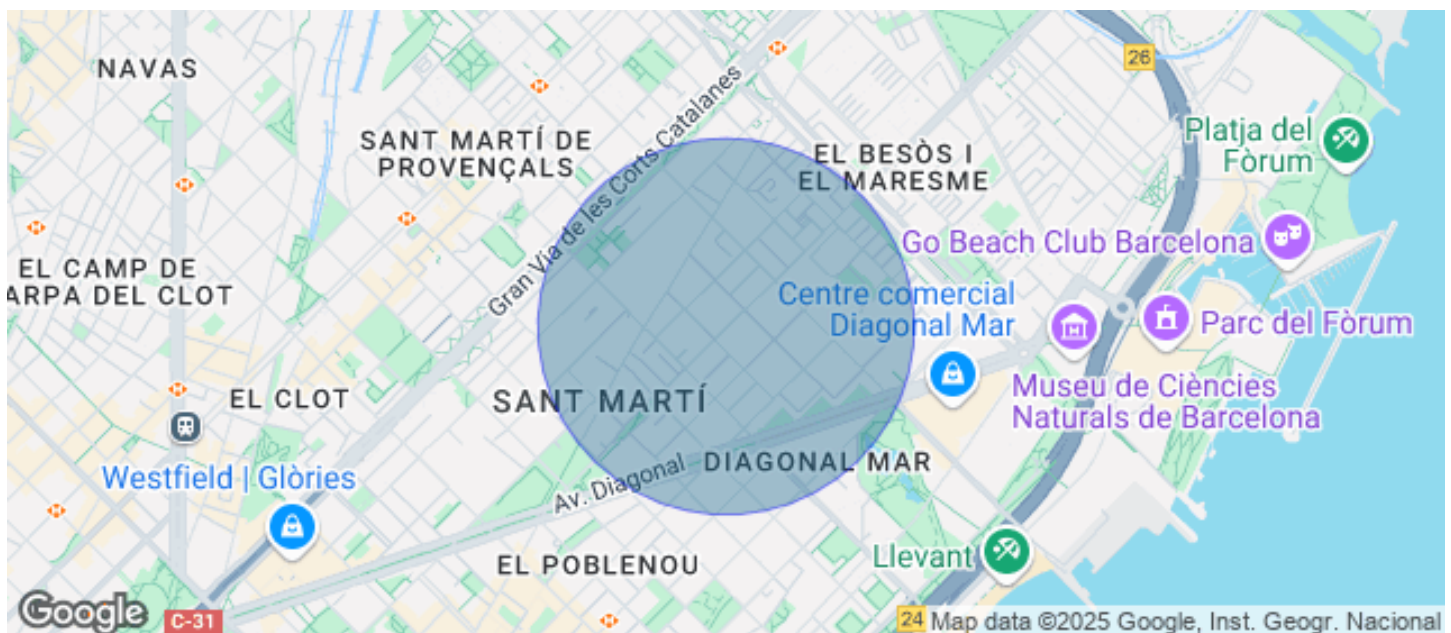 NAVAS
26
SANT MARTÍ DE
PROVENÇALS
Gran Via de les Corts Catalanes
EL BESÒS I
EL MARESME
Platja del
Fòrum
Go Beach Club Barcelona
EL CAMP DE
ARPA DEL CLOT
Centre comercial
Diagonal Mar
Parc del Fòrum
EL CLOT
SANT MARTÍ
Museu de Ciències
Naturals de Barcelona
Westfield | Glòries
Av. Diagonal
DIAGONAL MAR
EL POBLENOU
Llevant
Google
C-31
24
Map data ©2025 Google, Inst. Geogr. Nacional